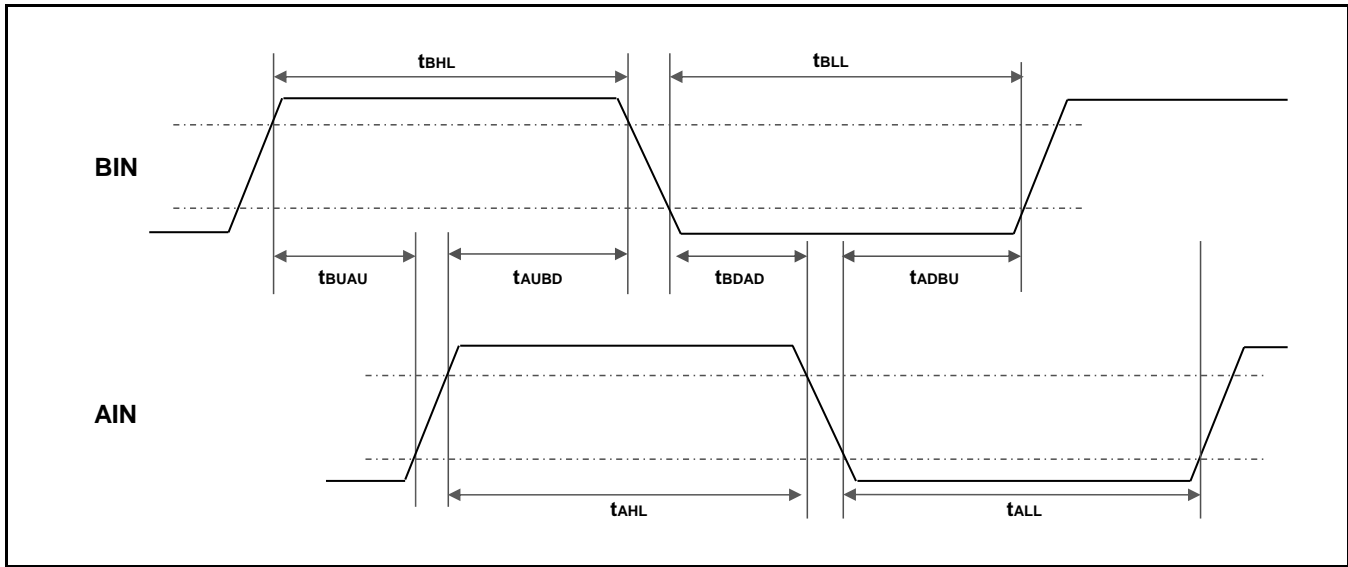 tBHL
tBLL
BIN
tBUAU
tAUBD
tBDAD
tADBU
AIN
tAHL
tALL